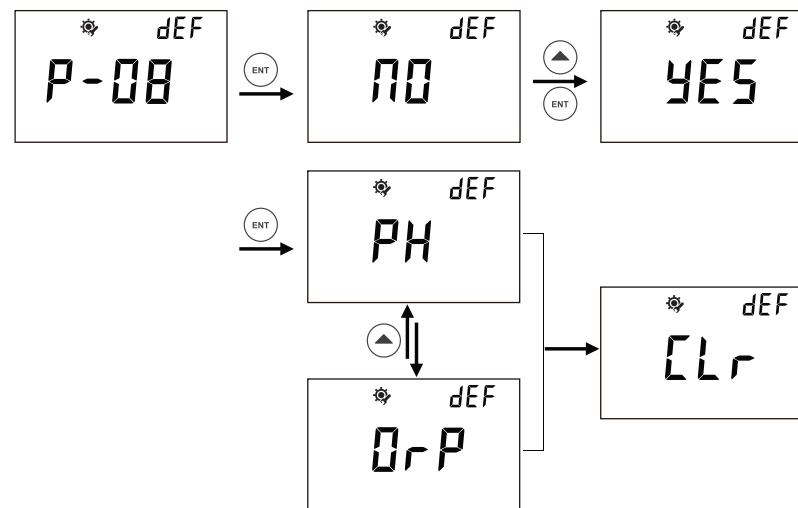 dEF
P-08
ENT
dEF
NO
ENT
dEF
YES
ENT
dEF
PH
dEF
OrP
dEF
CLr